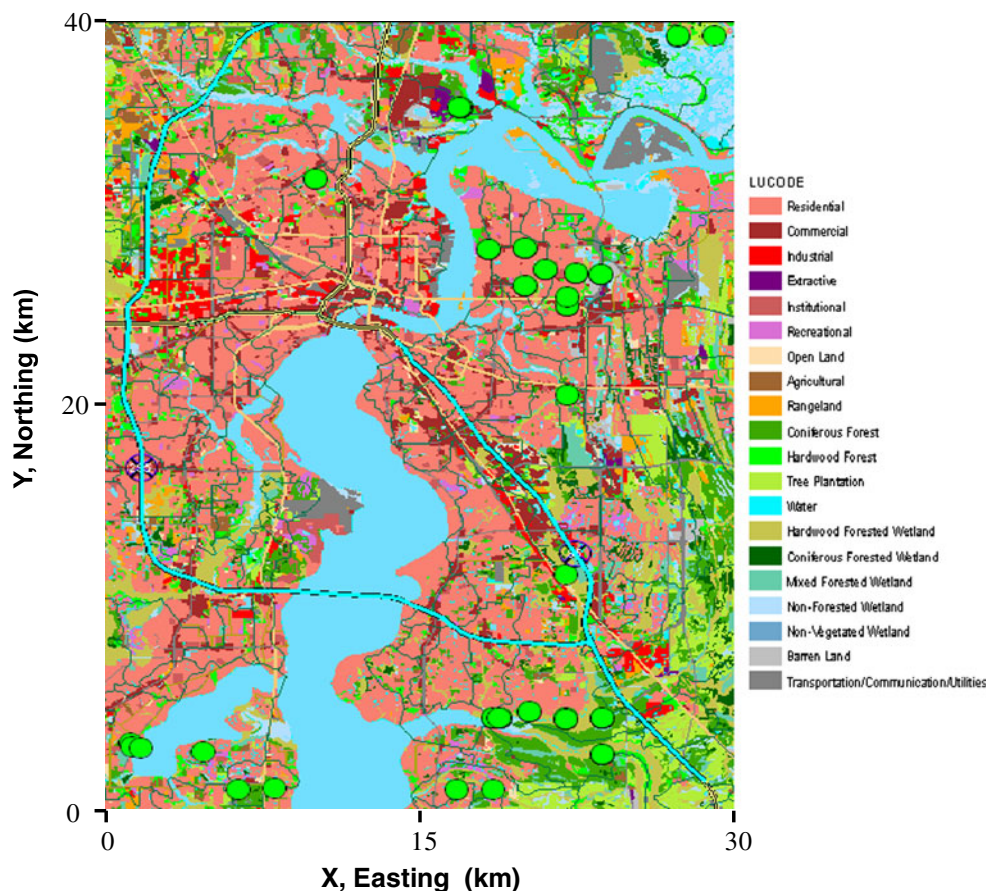 40
20
0
Y, Northing (km)
0
15
30
X, Easting (km)
LUCODE
Residential
Commercial
Industrial
Extractive
Institutional
Recreational
Open Land
Agricultural
Rangeland
Coniferous Forest
Hardwood Forest
Tree Plantation
Water
Hardwood Forested Wetland
Coniferous Forested Wetland
Mixed Forested Wetland
Non-Forested Wetland
Non-Vegetated Wetland
Barren Land
Transportation/Communication/Utilities